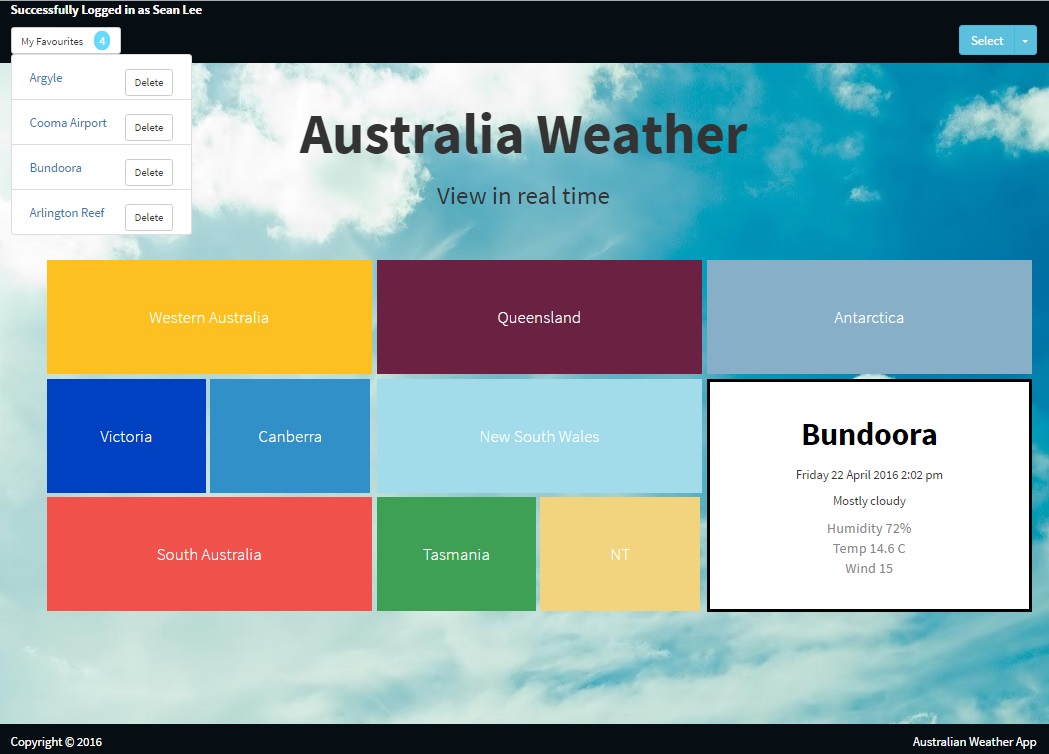 Successfully Logged in as Sean Lee
My Favourites 4
Select
Argyle Delete
Cooma Airport Delete
Bundoora Delete
Arlington Reef Delete
Australia Weather
View in real time
Western Australia
Queensland
Antarctica
Victoria
Canberra
New South Wales
South Australia
Tasmania
NT
Bundoora
Friday 22 April 2016 2:02 pm
Mostly cloudy
Humidity 72%
Temp 14.6 C
Wind 15
Copyright © 2016
Australian Weather App